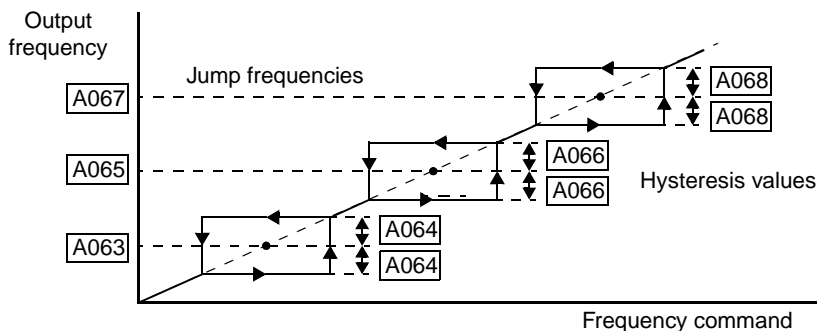 Output
frequency
Jump frequencies
A067
A068
A068
A065
A066
A066
Hysteresis values
A063
A064
A064
Frequency command